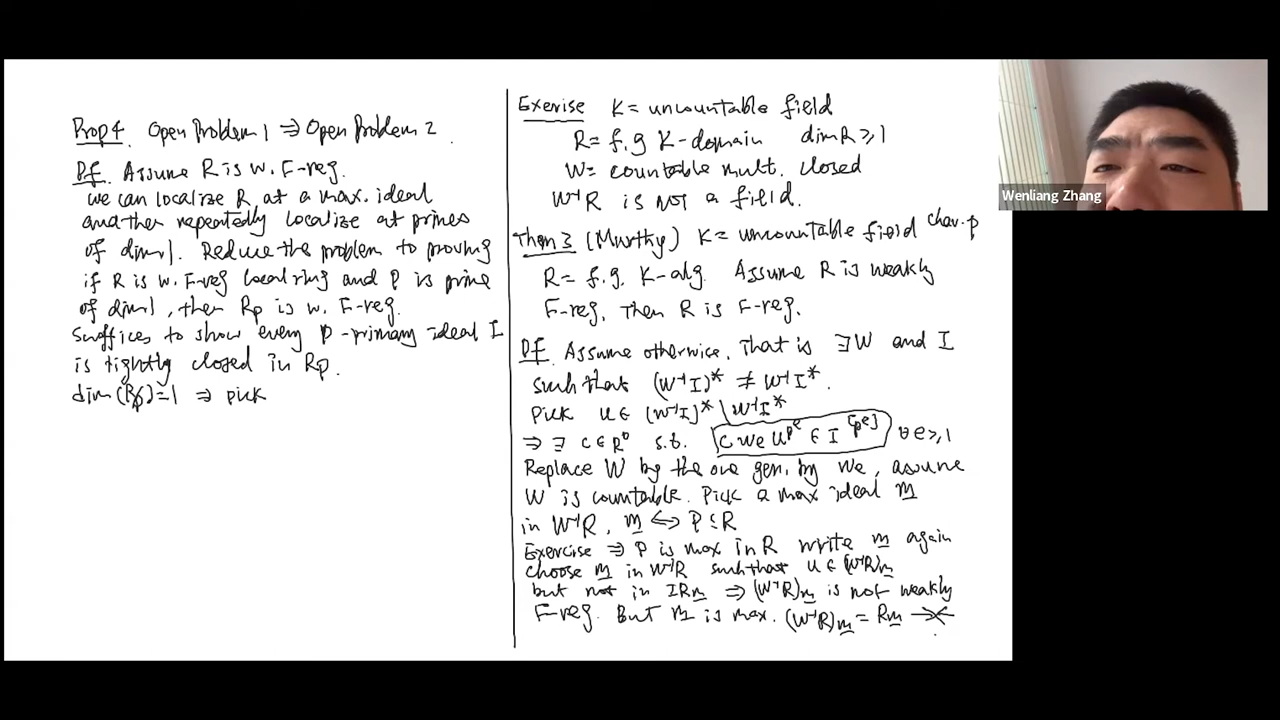 Prop 4. Open Problem 1 ⇒ Open Problem 2.
Pf. Assume R is w. F-reg.
we can localize R at a max. ideal
and then repeatedly localize at primes
of dim 1. Reduce the problem to proving
if R is w. F-reg local ring and P is prime
of dim 1, then Rp is w. F-reg.
Suffices to show every P-primary ideal I
is tightly closed in Rp.
dim(R/p)=1 ⇒ pick
Exerise K = uncountable field
R = f.g K-domain dim R ≥ 1
W = countable mult. closed
W⁻¹R is not a field.
Thm 3 (Murthy) K = uncountable field char. p
R = f.g. K-alg. Assume R is weakly
F-reg, Then R is F-reg.
Pf. Assume otherwise, That is ∃ W and I
such that (W⁻¹I)* ≠ W⁻¹I*.
Pick u ∈ (W⁻¹I)* \ W⁻¹I*
⇒ ∃ c ∈ R⁰ s.t. c we u^{p^e} ∈ I^{[p^e]} ∀ e ≥ 1
Replace W by the one gen. by we, assume
W is countable. Pick a max ideal m
in W⁻¹R, m ↔ P ⊆ R
Exercise ⇒ P is max in R write m again
choose m in W⁻¹R such that u ∈ (W⁻¹R)m
but not in IRm ⇒ (W⁻¹R)m is not weakly
F-reg. But m is max. (W⁻¹R)m = Rm
Wenliang Zhang